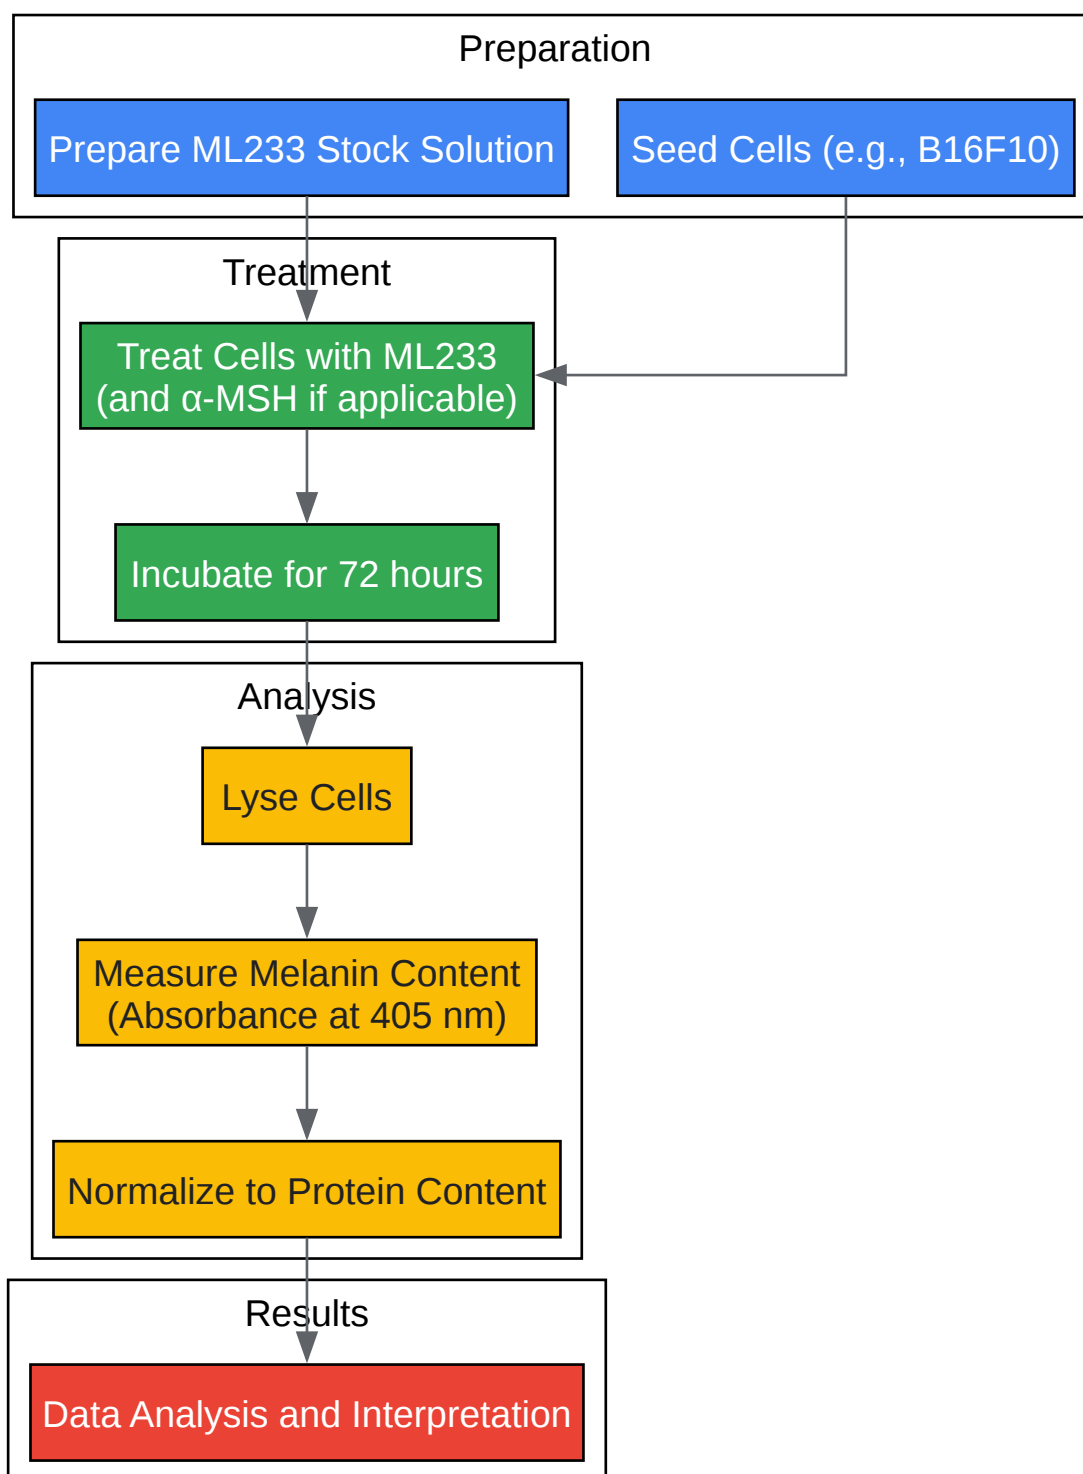 Preparation
Prepare ML233 Stock Solution
Seed Cells (e.g., B16F10)
Treatment
Treat Cells with ML233
(and α-MSH if applicable)
Incubate for 72 hours
Analysis
Lyse Cells
Measure Melanin Content
(Absorbance at 405 nm)
Normalize to Protein Content
Results
Data Analysis and Interpretation